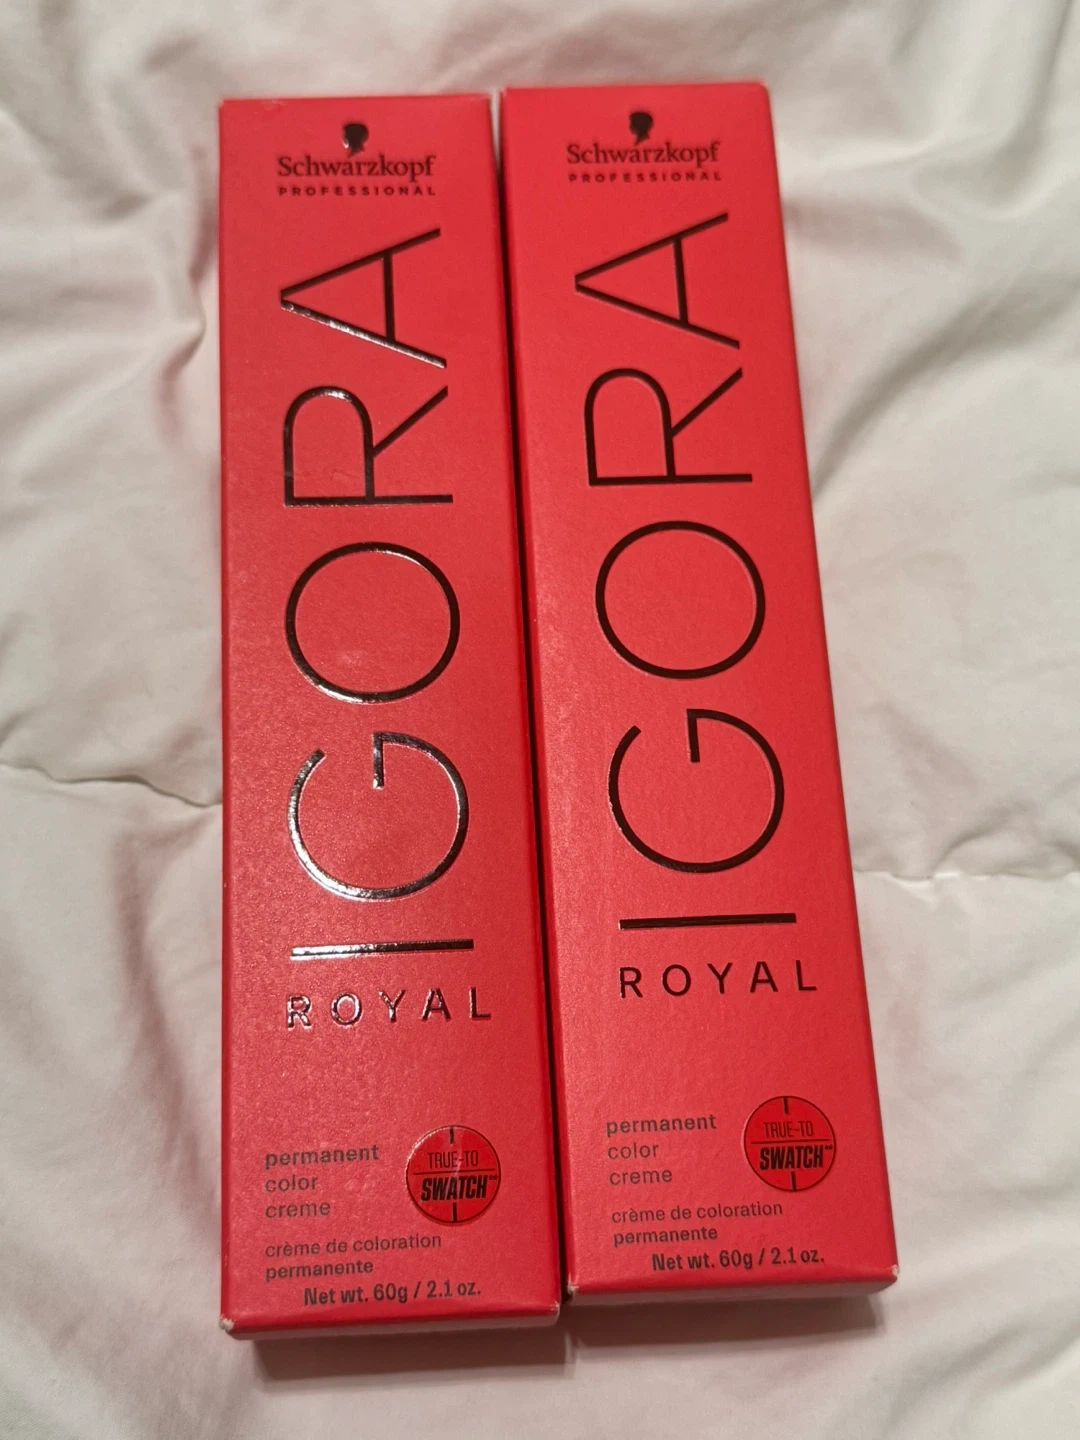 Schwarzkopf
PROFESSIONAL
IGORA
ROYAL
permanent
color
creme
TRUE-TO
SWATCH
crème de coloration
permanente
Net wt. 60g / 2.1 oz.
Schwarzkopf
PROFESSIONAL
IGORA
ROYAL
permanent
color
creme
TRUE-TO
SWATCH
crème de coloration
permanente
Net wt. 60g / 2.1 oz.